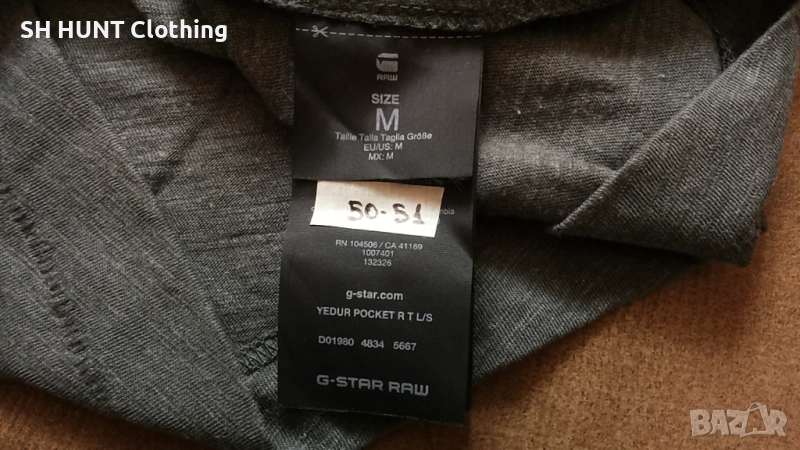 SH HUNT Clothing
RAW
SIZE
M
Taille Talla Taglia Größe
EU/US: M
MX: M
50-51
RN 104506 / CA 41169
1007401
132326
g-star.com
YEDUR POCKET R T L/S
D01980 4834 5667
G-STAR RAW
BAZAR